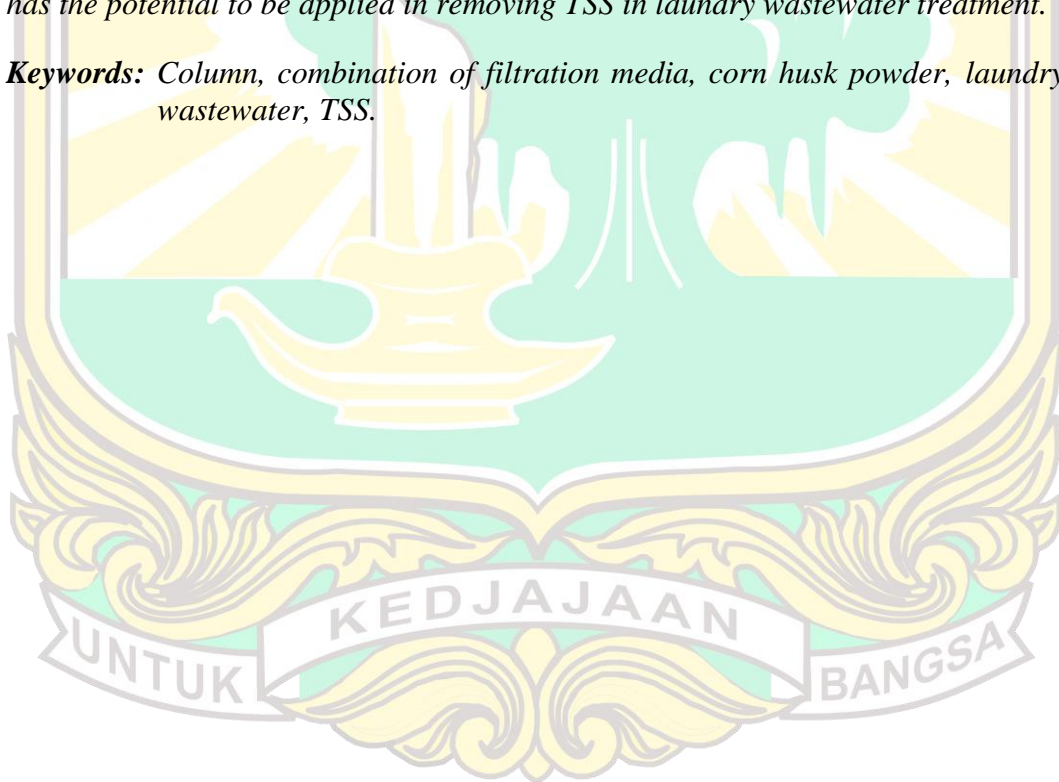 has the potential to be applied in removing TSS in laundry wastewater treatment.
Keywords: Column, combination of filtration media, corn husk powder, laundry
wastewater, TSS.
UNTUK KEDJAJAAN BANGSA